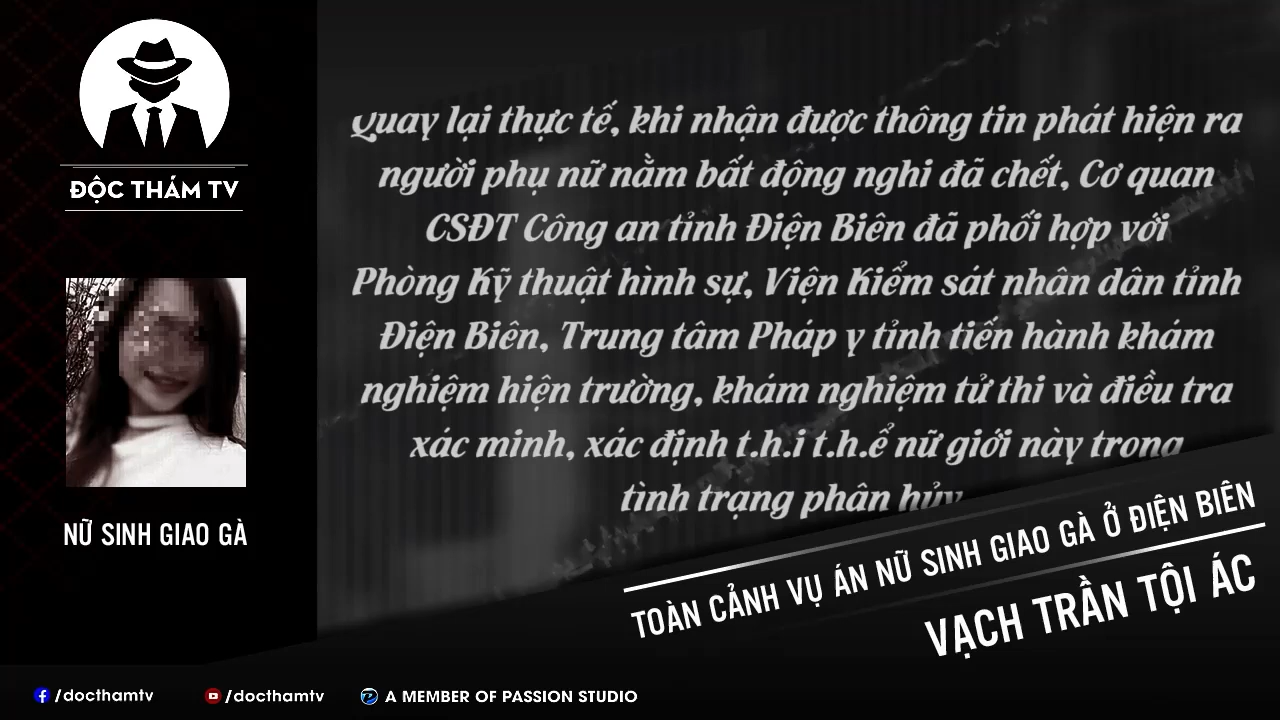 ĐỘC THÁM TV
NỮ SINH GIAO GÀ
Quay lại thực tế, khi nhận được thông tin phát hiện ra
người phụ nữ nằm bất động nghi đã chết, Cơ quan
CSĐT Công an tỉnh Điện Biên đã phối hợp với
Phòng Kỹ thuật hình sự, Viện Kiểm sát nhân dân tỉnh
Điện Biên, Trung tâm Pháp y tỉnh tiến hành khám
nghiệm hiện trường, khám nghiệm tử thi và điều tra
xác minh, xác định t.h.i t.h.ể nữ giới này trong
tình trạng phân hủy
TOÀN CẢNH VỤ ÁN NỮ SINH GIAO GÀ Ở ĐIỆN BIÊN
VẠCH TRẦN TỘI ÁC
/docthamtv
/docthamtv
A MEMBER OF PASSION STUDIO